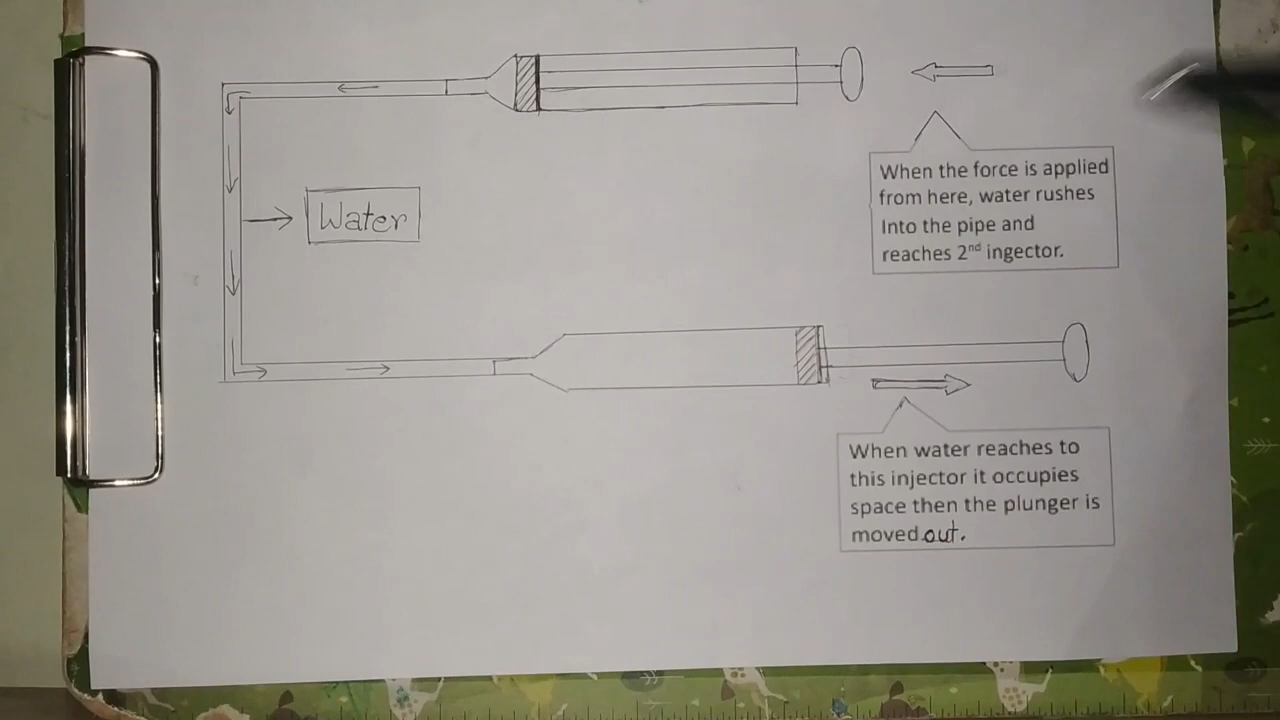 When the force is applied
from here, water rushes
Into the pipe and
reaches 2nd ingector.
Water
When water reaches to
this injector it occupies
space then the plunger is
moved out.